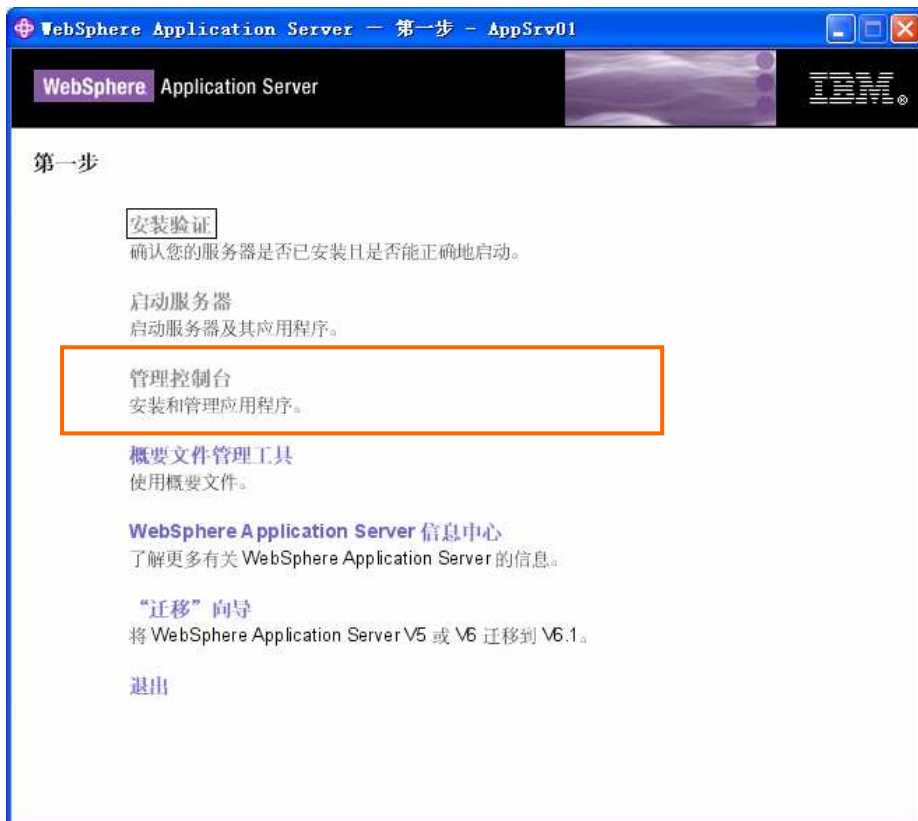 WebSphere Application Server — 第一步 - AppSrv01
WebSphere Application Server
IBM®
第一步
安装验证
确认您的服务器是否已安装且是否能正确地启动。
启动服务器
启动服务器及其应用程序。
管理控制台
安装和管理应用程序。
概要文件管理工具
使用概要文件。
WebSphere Application Server 信息中心
了解更多有关 WebSphere Application Server 的信息。
“迁移”向导
将 WebSphere Application Server V5 或 V6 迁移到 V6.1。
退出